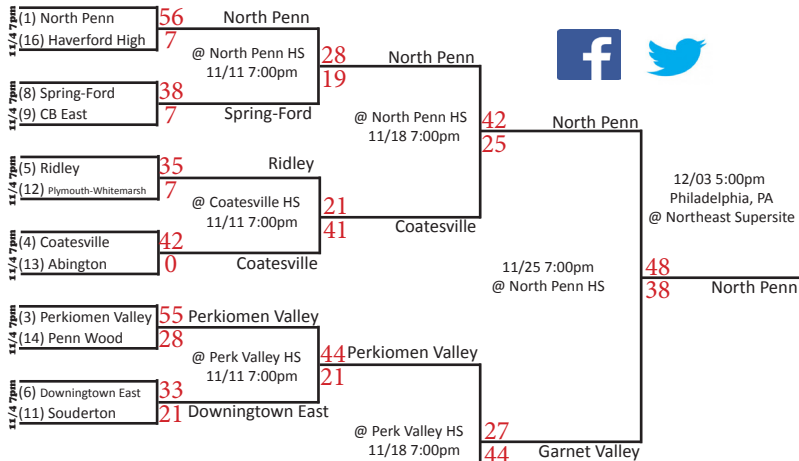 11/4 7pm
(1) North Penn 56
(16) Haverford High 7
North Penn
@ North Penn HS
11/11 7:00pm
11/4 7pm
(8) Spring-Ford 38
(9) CB East 7
Spring-Ford
28
19
North Penn
@ North Penn HS
11/18 7:00pm
11/4 7pm
(5) Ridley 35
(12) Plymouth-Whitemarsh 7
Ridley
@ Coatesville HS
11/11 7:00pm
11/4 7pm
(4) Coatesville 42
(13) Abington 0
Coatesville
21
41
Coatesville
42
25
North Penn
12/03 5:00pm
Philadelphia, PA
@ Northeast Supersite
11/25 7:00pm
@ North Penn HS
48
38
North Penn
11/4 7pm
(3) Perkiomen Valley 55
(14) Penn Wood 28
Perkiomen Valley
@ Perk Valley HS
11/11 7:00pm
11/4 7pm
(6) Downingtown East 33
(11) Souderton 21
Downingtown East
44
21
Perkiomen Valley
@ Perk Valley HS
11/18 7:00pm
27
44
Garnet Valley